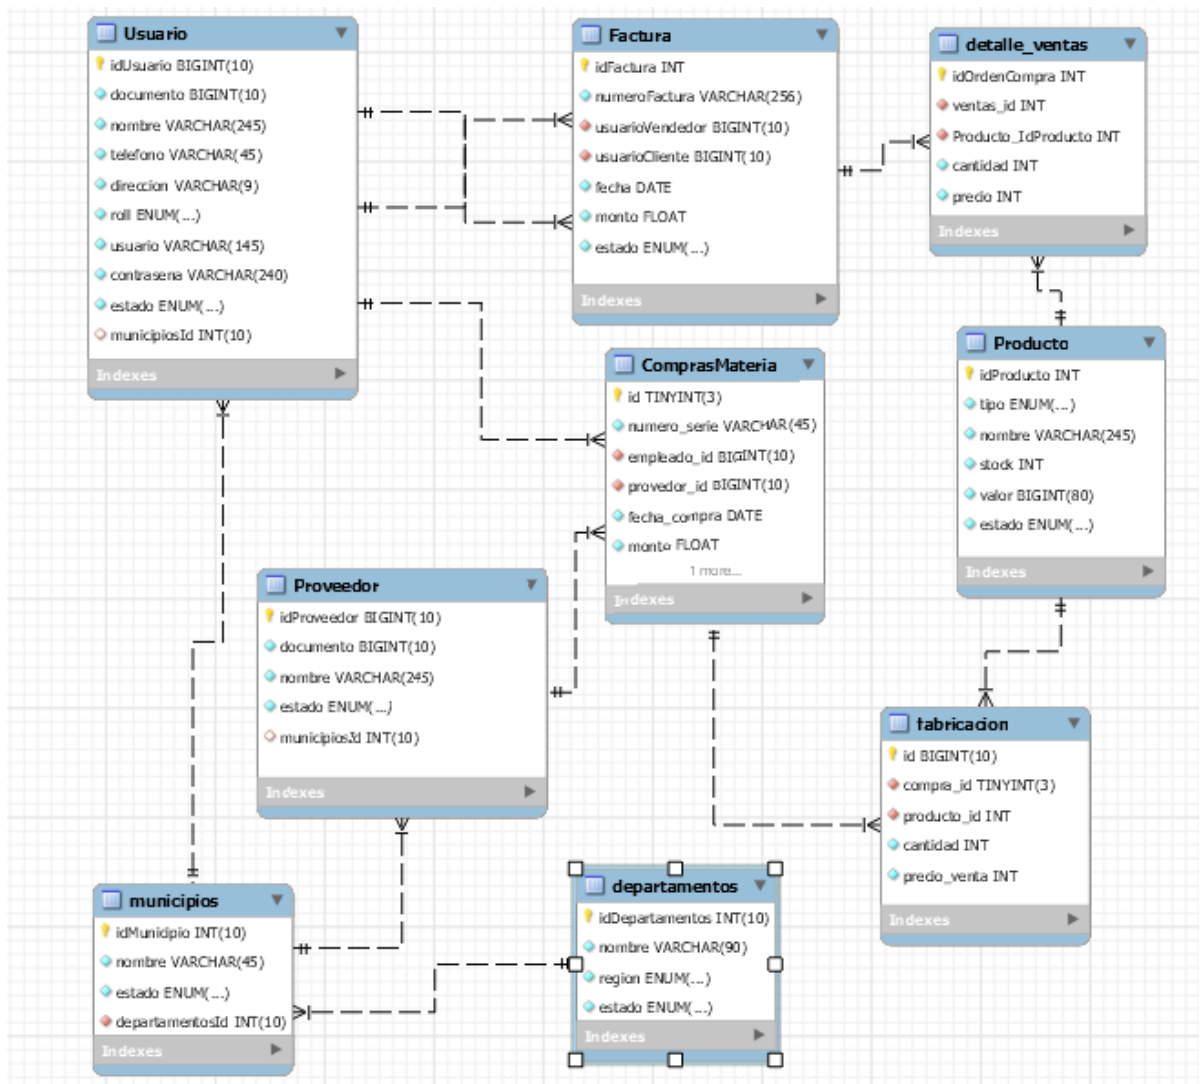 Usuario
idUsuario BIGINT(10)
documento BIGINT(10)
nombre VARCHAR(245)
telefono VARCHAR(45)
direccion VARCHAR(9)
roll ENUM(...)
usuario VARCHAR(145)
contrasena VARCHAR(240)
estado ENUM(...)
municipiosId INT(10)
Indexes
Factura
idFactura INT
numeroFactura VARCHAR(256)
usuarioVendedor BIGINT(10)
usuarioCliente BIGINT(10)
fecha DATE
monto FLOAT
estado ENUM(...)
Indexes
detalle_ventas
idOrdenCompra INT
ventas_id INT
Producto_IdProducto INT
cantidad INT
precio INT
Indexes
ComprasMateria
id TINYINT(3)
numero_serie VARCHAR(45)
empleado_id BIGINT(10)
provedor_id BIGINT(10)
fecha_compra DATE
monto FLOAT
1 more...
Indexes
Producto
idProducto INT
tipo ENUM(...)
nombre VARCHAR(245)
stock INT
valor BIGINT(80)
estado ENUM(...)
Indexes
Proveedor
idProveedor BIGINT(10)
documento BIGINT(10)
nombre VARCHAR(245)
estado ENUM(...)
municipiosId INT(10)
Indexes
fabricacion
id BIGINT(10)
compra_id TINYINT(3)
producto_id INT
cantidad INT
precio_venta INT
Indexes
municipios
idMunicipio INT(10)
nombre VARCHAR(45)
estado ENUM(...)
departamentosId INT(10)
Indexes
departamentos
idDepartamentos INT(10)
nombre VARCHAR(90)
region ENUM(...)
estado ENUM(...)
Indexes